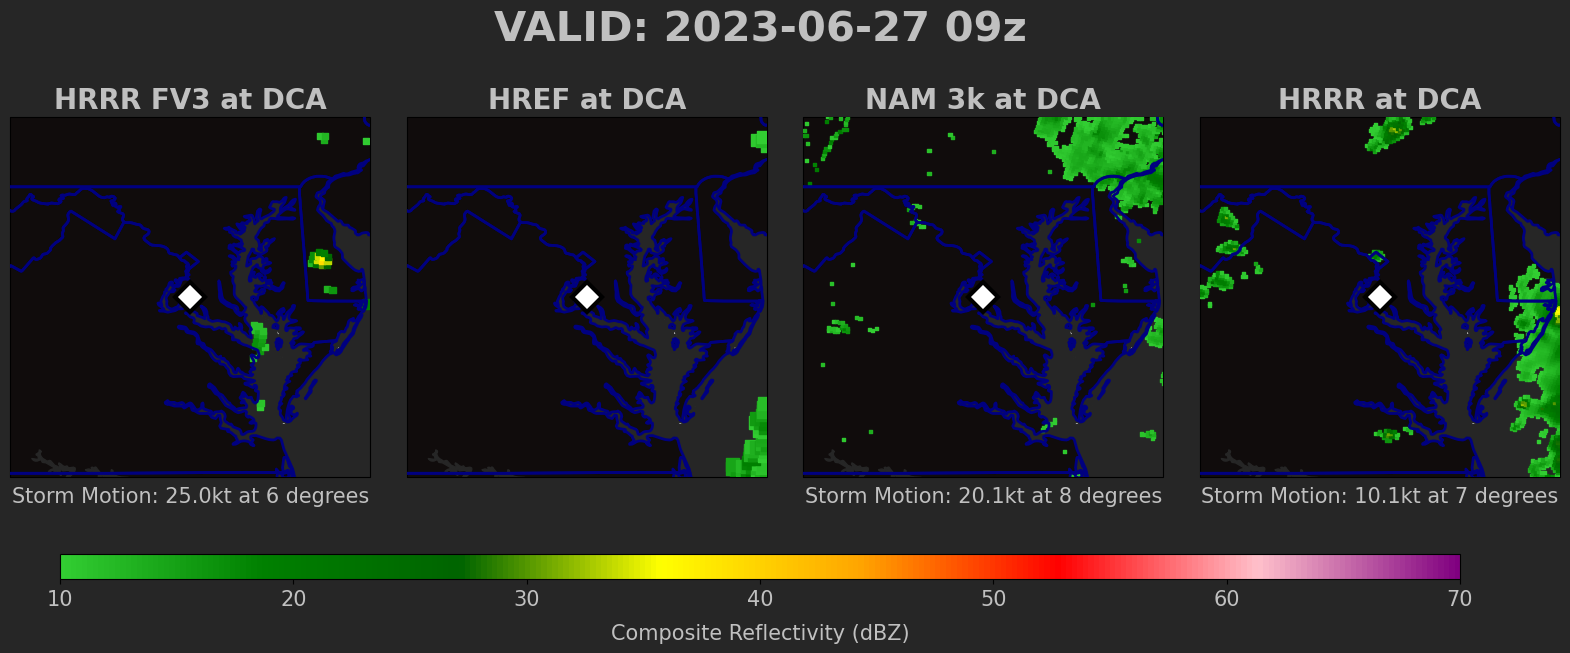 VALID: 2023-06-27 09z
HRRR FV3 at DCA
HREF at DCA
NAM 3k at DCA
HRRR at DCA
Storm Motion: 25.0kt at 6 degrees
Storm Motion: 20.1kt at 8 degrees
Storm Motion: 10.1kt at 7 degrees
10 20 30 40 50 60 70
Composite Reflectivity (dBZ)